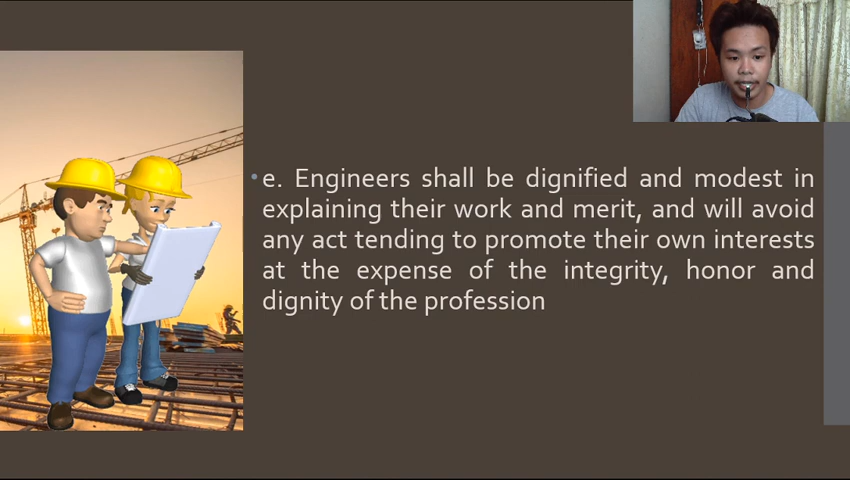 • e. Engineers shall be dignified and modest in
explaining their work and merit, and will avoid
any act tending to promote their own interests
at the expense of the integrity, honor and
dignity of the profession